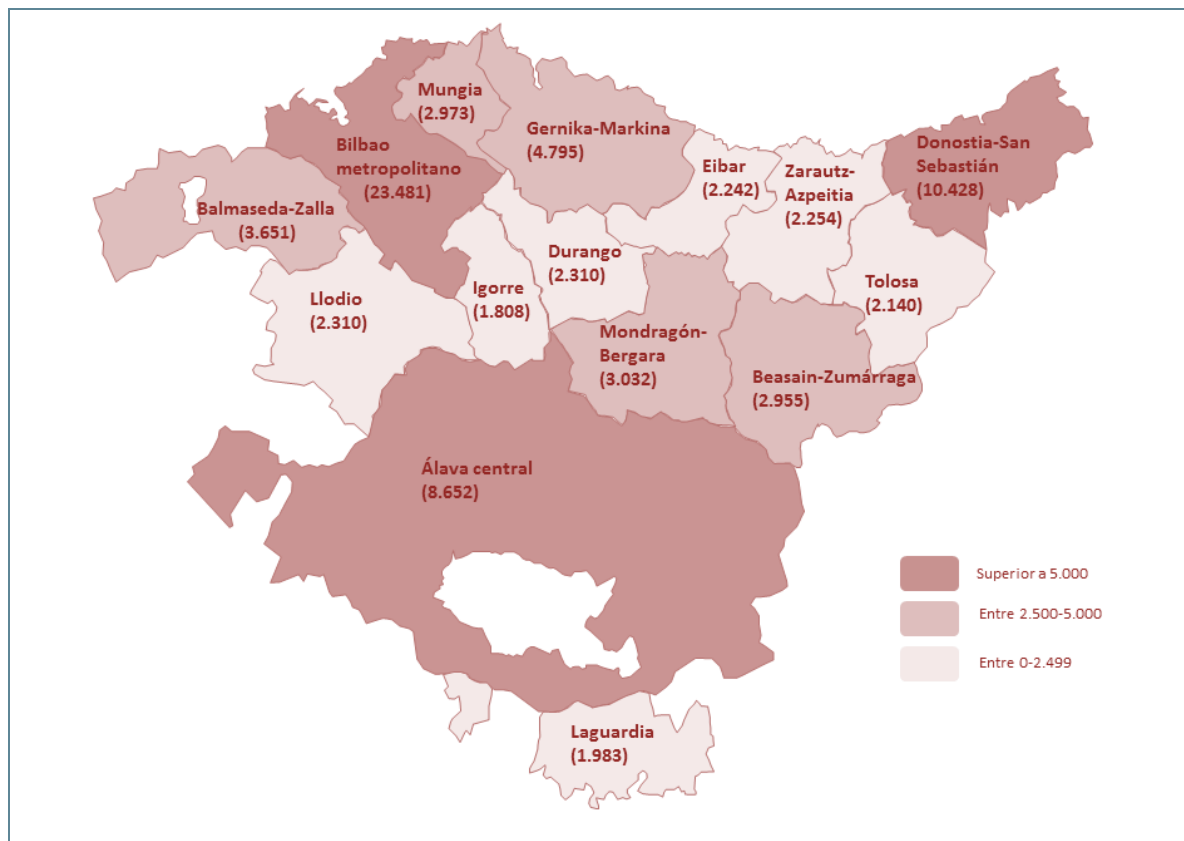 Mungia
(2.973)
Gernika-Markina
(4.795)
Bilbao
metropolitano
(23.481)
Eibar
(2.242)
Zarautz-
Azpeitia
(2.254)
Donostia-San
Sebastián
(10.428)
Balmaseda-Zalla
(3.651)
Durango
(2.310)
Igorre
(1.808)
Llodio
(2.310)
Tolosa
(2.140)
Mondragón-
Bergara
(3.032)
Beasain-Zumárraga
(2.955)
Álava central
(8.652)
Laguardia
(1.983)
Superior a 5.000
Entre 2.500-5.000
Entre 0-2.499